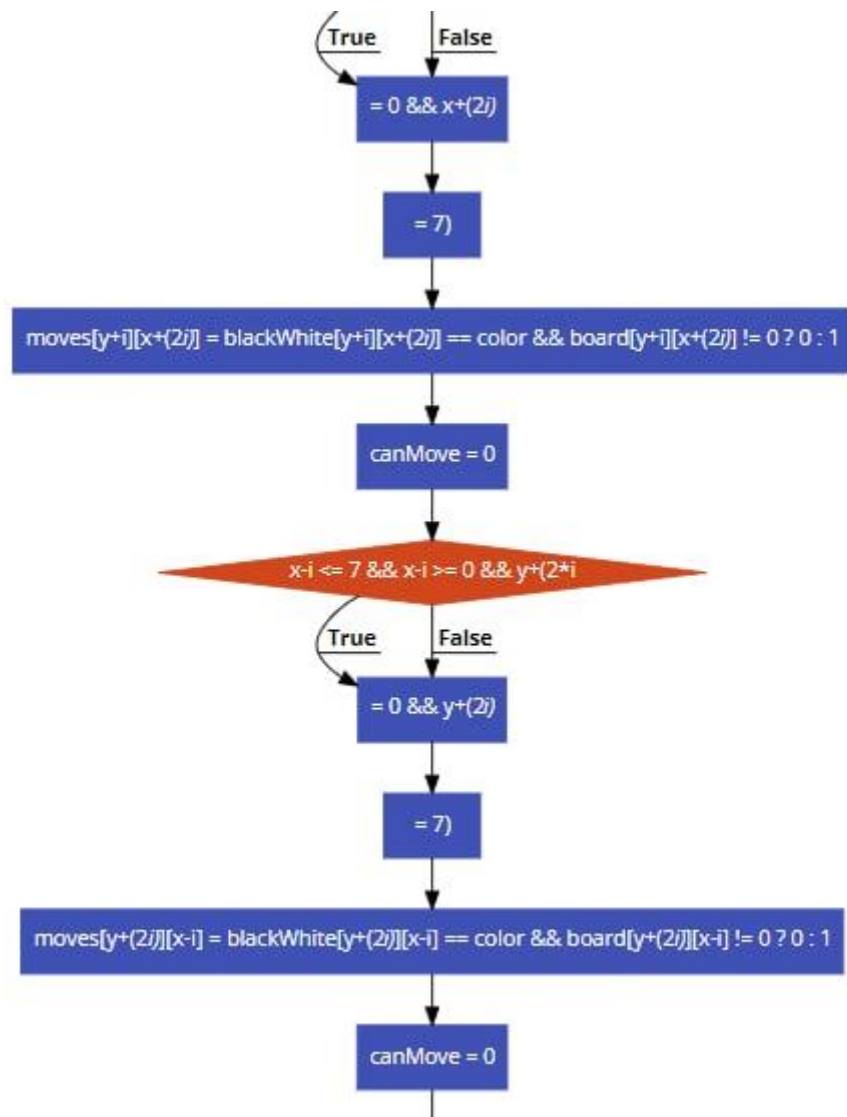 True
False
= 0 && x+(2i)
= 7)
moves[y+i][x+(2i)] = blackWhite[y+i][x+(2i)] == color && board[y+i][x+(2i)] != 0 ? 0 : 1
canMove = 0
x-i <= 7 && x-i >= 0 && y+(2*i
True
False
= 0 && y+(2i)
= 7)
moves[y+(2i)][x-i] = blackWhite[y+(2i)][x-i] == color && board[y+(2i)][x-i] != 0 ? 0 : 1
canMove = 0